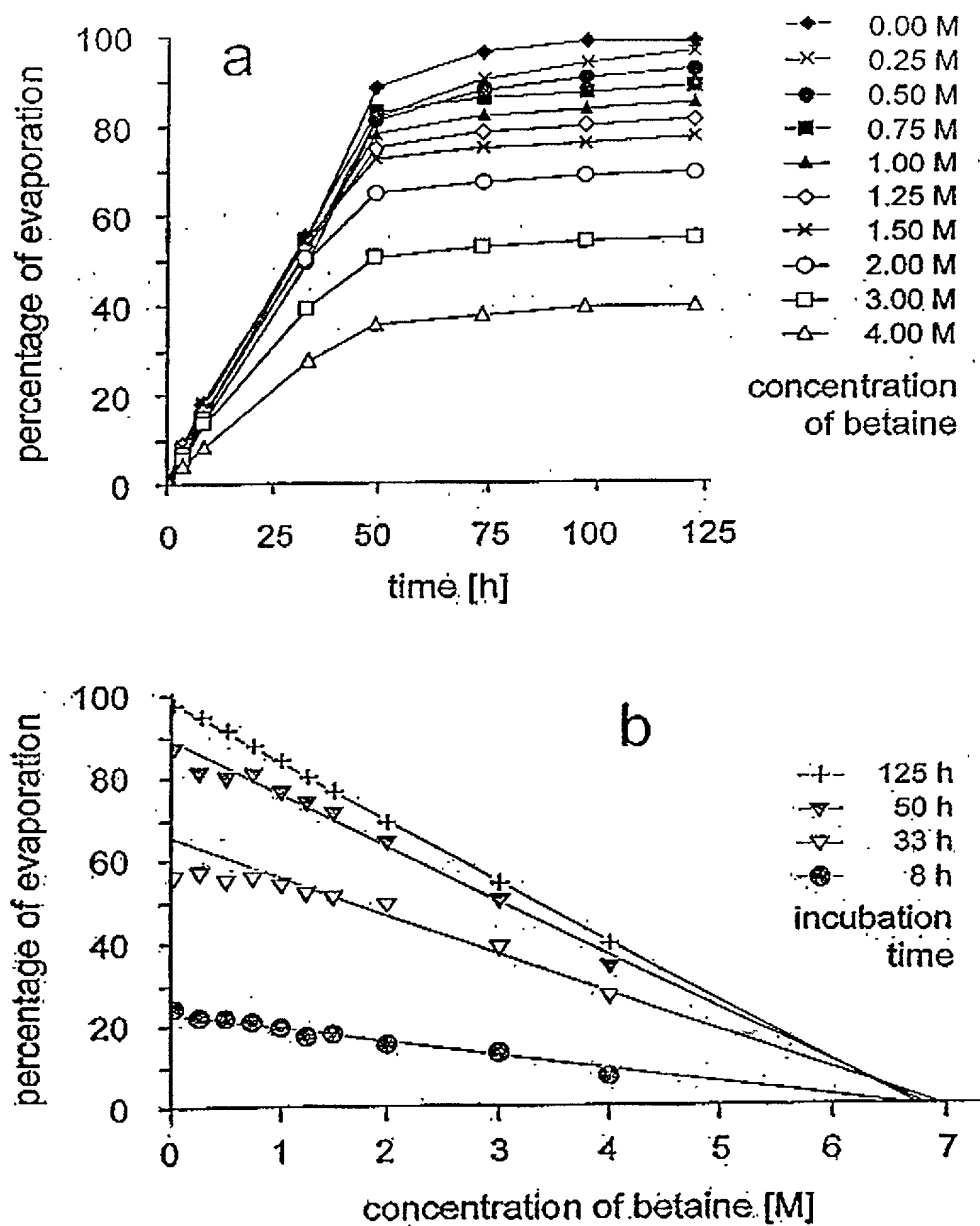 a
100
80
60
40
20
0
percentage of evaporation
0 25 50 75 100 125
time [h]
0.00 M
0.25 M
0.50 M
0.75 M
1.00 M
1.25 M
1.50 M
2.00 M
3.00 M
4.00 M
concentration
of betaine
b
100
80
60
40
20
0
percentage of evaporation
0 1 2 3 4 5 6 7
concentration of betaine [M]
125 h
50 h
33 h
8 h
incubation
time